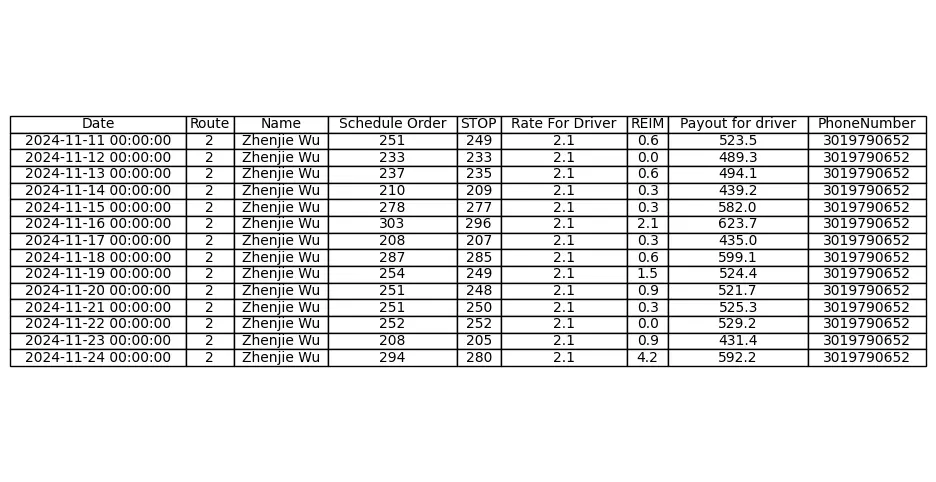 Date Route Name Schedule Order STOP Rate For Driver REIM Payout for driver PhoneNumber
2024-11-11 00:00:00 2 Zhenjie Wu 251 249 2.1 0.6 523.5 3019790652
2024-11-12 00:00:00 2 Zhenjie Wu 233 233 2.1 0.0 489.3 3019790652
2024-11-13 00:00:00 2 Zhenjie Wu 237 235 2.1 0.6 494.1 3019790652
2024-11-14 00:00:00 2 Zhenjie Wu 210 209 2.1 0.3 439.2 3019790652
2024-11-15 00:00:00 2 Zhenjie Wu 278 277 2.1 0.3 582.0 3019790652
2024-11-16 00:00:00 2 Zhenjie Wu 303 296 2.1 2.1 623.7 3019790652
2024-11-17 00:00:00 2 Zhenjie Wu 208 207 2.1 0.3 435.0 3019790652
2024-11-18 00:00:00 2 Zhenjie Wu 287 285 2.1 0.6 599.1 3019790652
2024-11-19 00:00:00 2 Zhenjie Wu 254 249 2.1 1.5 524.4 3019790652
2024-11-20 00:00:00 2 Zhenjie Wu 251 248 2.1 0.9 521.7 3019790652
2024-11-21 00:00:00 2 Zhenjie Wu 251 250 2.1 0.3 525.3 3019790652
2024-11-22 00:00:00 2 Zhenjie Wu 252 252 2.1 0.0 529.2 3019790652
2024-11-23 00:00:00 2 Zhenjie Wu 208 205 2.1 0.9 431.4 3019790652
2024-11-24 00:00:00 2 Zhenjie Wu 294 280 2.1 4.2 592.2 3019790652